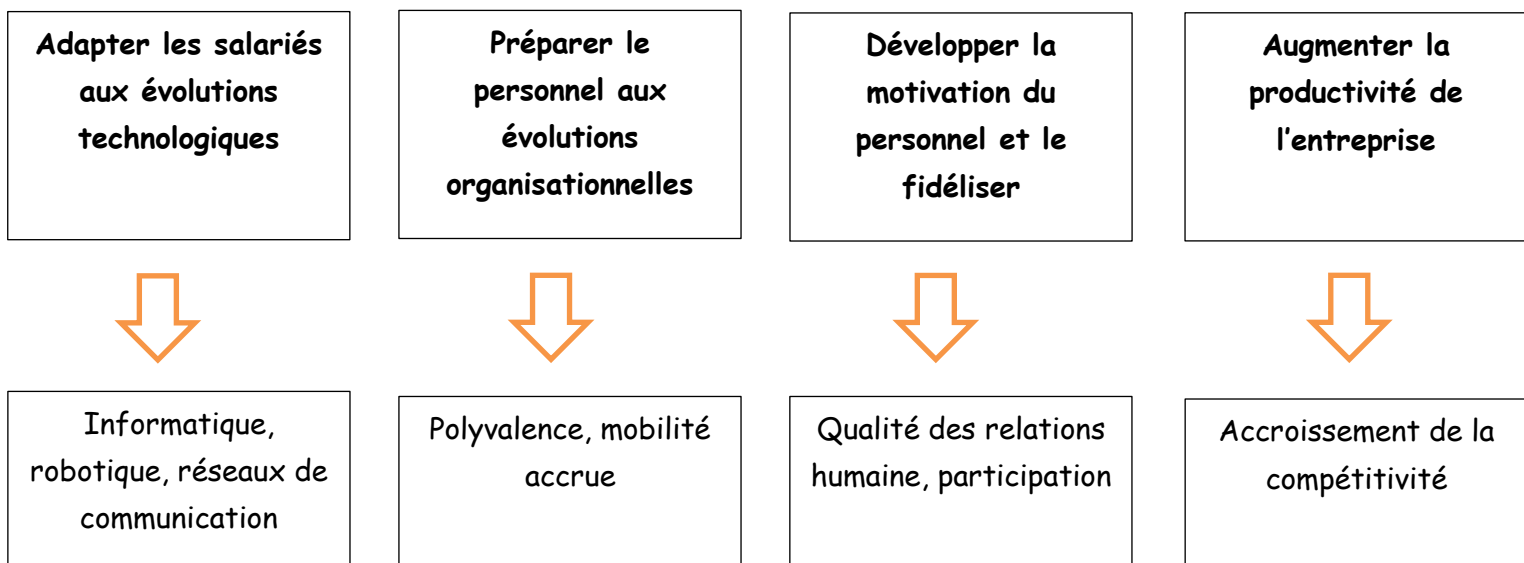 Adapter les salariés
aux évolutions
technologiques
Préparer le
personnel aux
évolutions
organisationnelles
Développer la
motivation du
personnel et le
fidéliser
Augmenter la
productivité de
l’entreprise
Informatique,
robotique, réseaux de
communication
Polyvalence, mobilité
accrue
Qualité des relations
humaine, participation
Accroissement de la
compétitivité